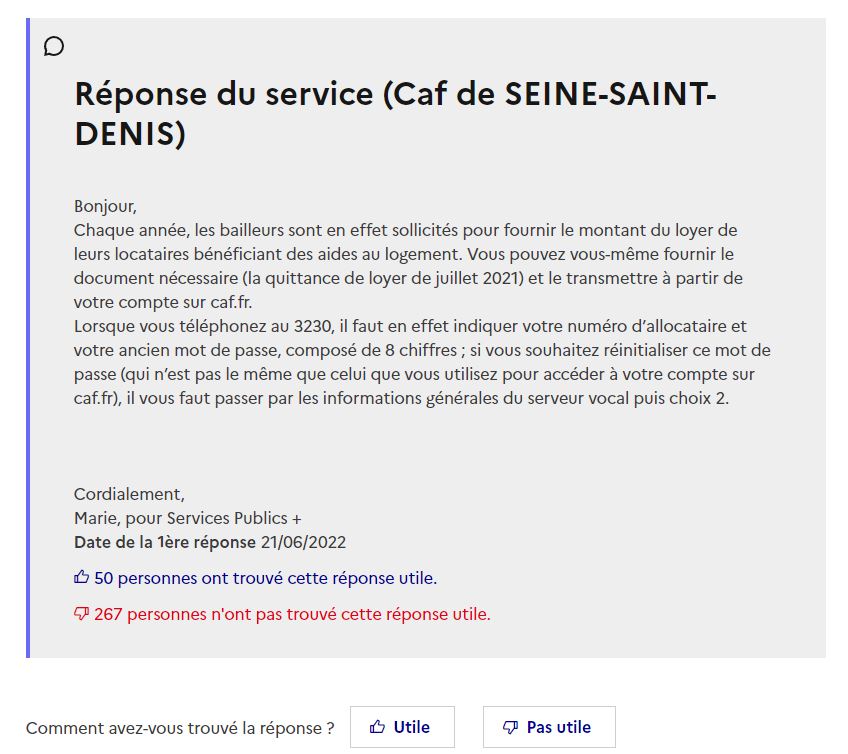 Réponse du service (Caf de SEINE-SAINT-
DENIS)
Bonjour,
Chaque année, les bailleurs sont en effet sollicités pour fournir le montant du loyer de
leurs locataires bénéficiant des aides au logement. Vous pouvez vous-même fournir le
document nécessaire (la quittance de loyer de juillet 2021) et le transmettre à partir de
votre compte sur caf.fr.
Lorsque vous téléphonez au 3230, il faut en effet indiquer votre numéro d’allocataire et
votre ancien mot de passe, composé de 8 chiffres ; si vous souhaitez réinitialiser ce mot de
passe (qui n’est pas le même que celui que vous utilisez pour accéder à votre compte sur
caf.fr), il vous faut passer par les informations générales du serveur vocal puis choix 2.
Cordialement,
Marie, pour Services Publics +
Date de la 1ère réponse 21/06/2022
50 personnes ont trouvé cette réponse utile.
267 personnes n'ont pas trouvé cette réponse utile.
Comment avez-vous trouvé la réponse ? Utile Pas utile